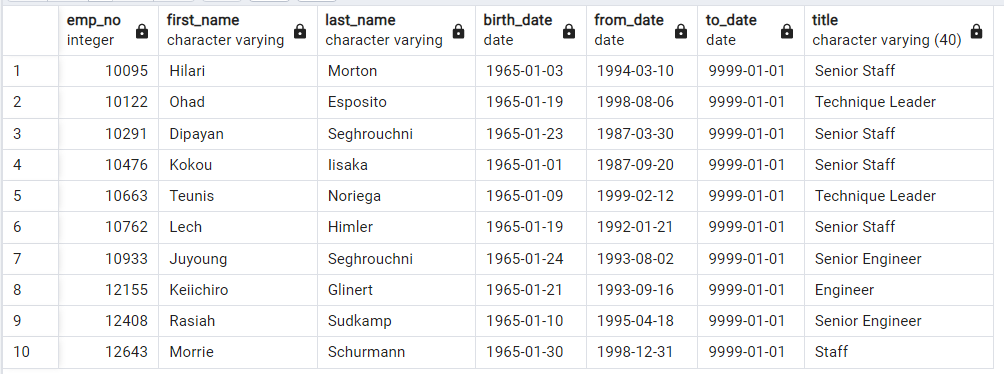 emp_no first_name last_name birth_date from_date to_date title
integer character varying character varying date date date character varying (40)
1 10095 Hilari Morton 1965-01-03 1994-03-10 9999-01-01 Senior Staff
2 10122 Ohad Esposito 1965-01-19 1998-08-06 9999-01-01 Technique Leader
3 10291 Dipayan Seghrouchni 1965-01-23 1987-03-30 9999-01-01 Senior Staff
4 10476 Kokou Iisaka 1965-01-01 1987-09-20 9999-01-01 Senior Staff
5 10663 Teunis Noriega 1965-01-09 1999-02-12 9999-01-01 Technique Leader
6 10762 Lech Himler 1965-01-19 1992-01-21 9999-01-01 Senior Staff
7 10933 Juyoung Seghrouchni 1965-01-24 1993-08-02 9999-01-01 Senior Engineer
8 12155 Keiichiro Glinert 1965-01-21 1993-09-16 9999-01-01 Engineer
9 12408 Rasiah Sudkamp 1965-01-10 1995-04-18 9999-01-01 Senior Engineer
10 12643 Morrie Schurmann 1965-01-30 1998-12-31 9999-01-01 Staff